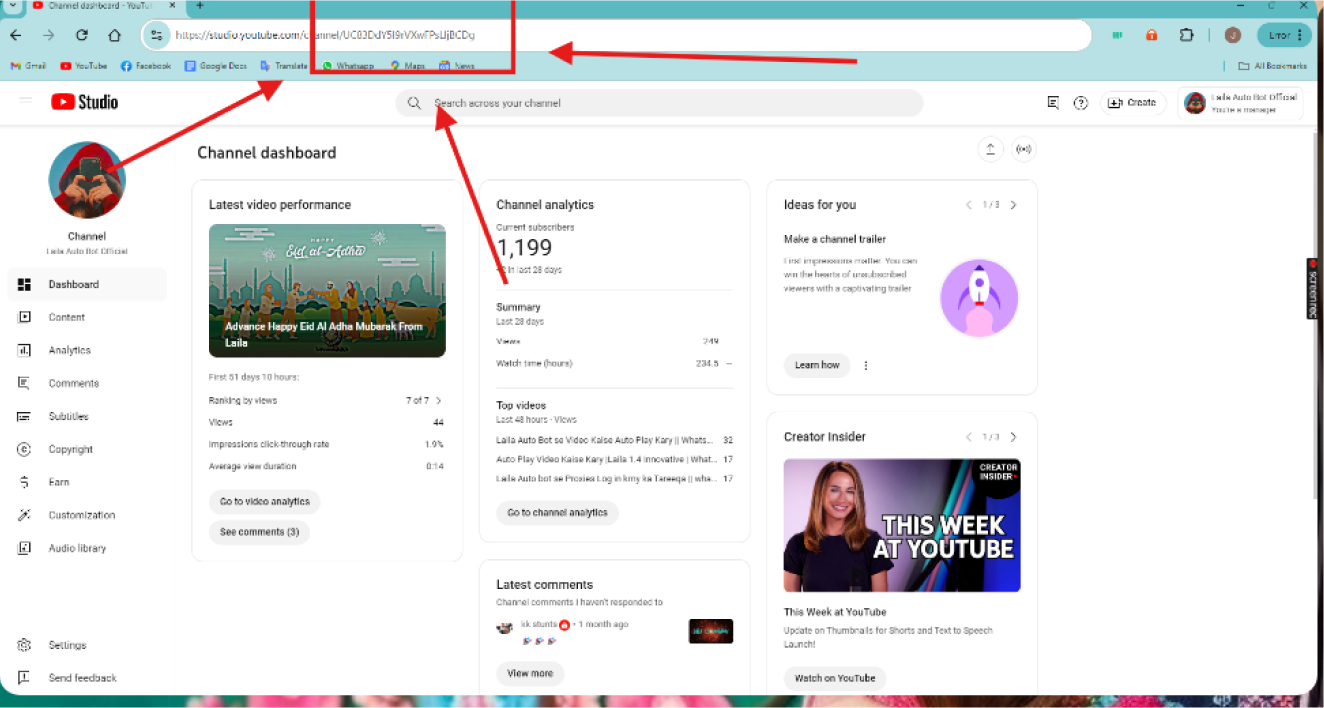 Channel dashboard - YouTu
https://studio.youtube.com/channel/
Error
Gmail YouTube Facebook Google Docs Translate Whatsapp Maps News All Bookmarks
Studio
Search across your channel
Create
Laila Auto Bot Official
You're a manager
Channel
Laila Auto Bot Official
Dashboard
Content
Analytics
Comments
Subtitles
Copyright
Earn
Customization
Audio library
Settings
Send feedback
Channel dashboard
Latest video performance
HAPPY
Eid al-Adha
Advance Happy Eid Al Adha Mubarak From
Laila
First 51 days 10 hours:
Ranking by views 7 of 7
Views 44
Impressions click-through rate 1.9%
Average view duration 0:14
Go to video analytics
See comments (3)
Channel analytics
Current subscribers
1,199
in last 28 days
Summary
Last 28 days
Views 249
Watch time (hours) 234.5 —
Top videos
Last 48 hours · Views
Laila Auto Bot se Video Kaise Auto Play Kary || Whats... 32
Auto Play Video Kaise Kary |Laila 1.4 Innovative | What... 17
Laila Auto bot se Proxies Log in krny ka Tareeqa || wha... 17
Go to channel analytics
Latest comments
Channel comments I haven't responded to
kk stunts • 1 month ago
View more
Ideas for you
1 / 3
Make a channel trailer
First impressions matter. You can
win the hearts of unsubscribed
viewers with a captivating trailer
Learn how
Creator Insider
1 / 3
CREATOR
INSIDER
THIS WEEK
AT YOUTUBE
This Week at YouTube
Update on Thumbnails for Shorts and Text to Speech
Launch!
Watch on YouTube
screenrec